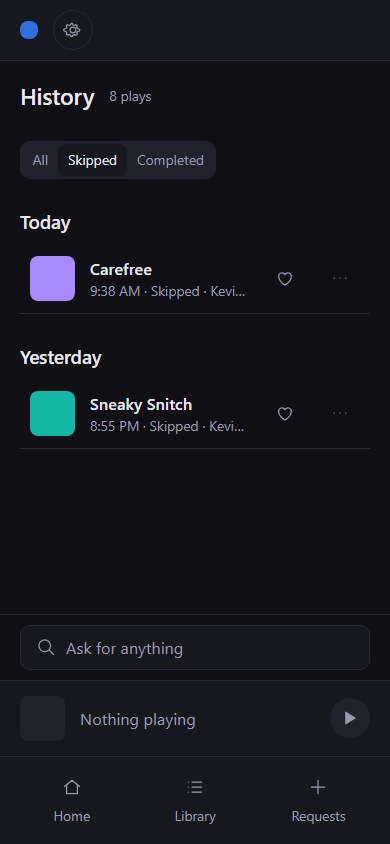 History 8 plays
All Skipped Completed
Today
Carefree
9:38 AM · Skipped · Kevi...
Yesterday
Sneaky Snitch
8:55 PM · Skipped · Kevi...
Ask for anything
Nothing playing
Home Library Requests